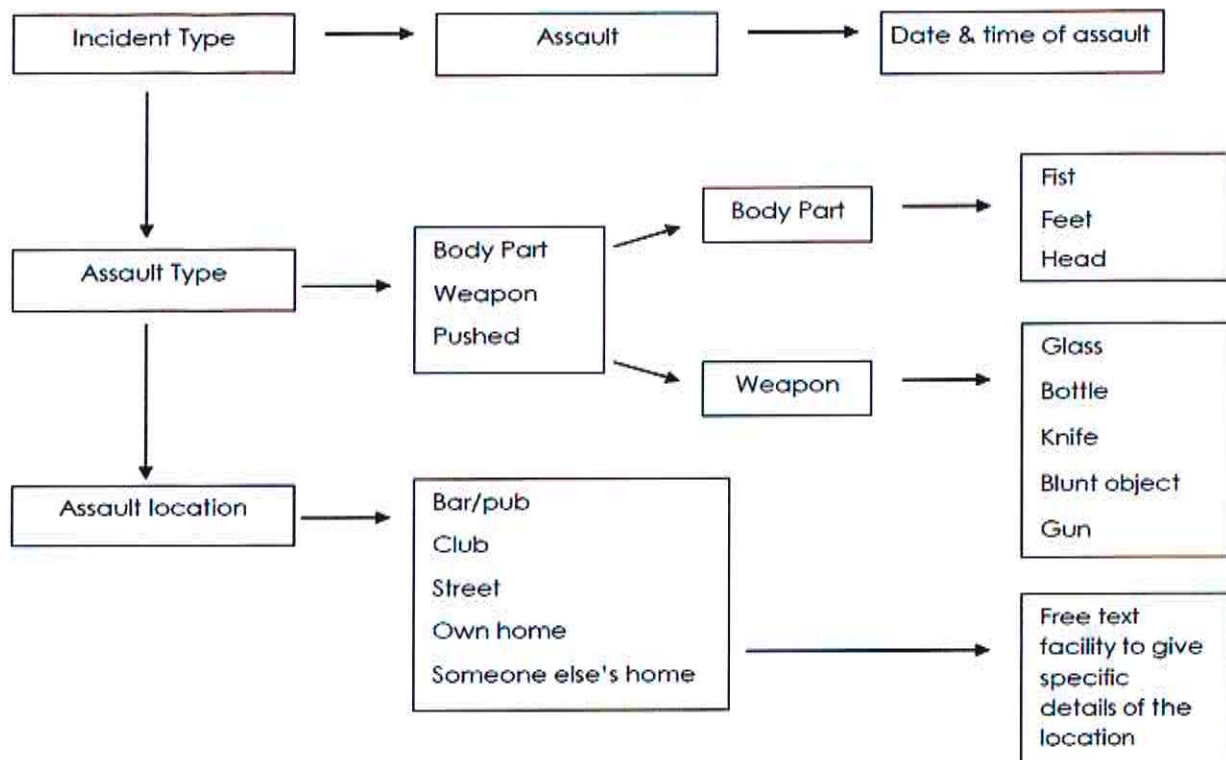 Incident Type
Assault
Date & time of assault
Assault Type
Body Part
Weapon
Pushed
Body Part
Fist
Feet
Head
Weapon
Glass
Bottle
Knife
Blunt object
Gun
Assault location
Bar/pub
Club
Street
Own home
Someone else's home
Free text
facility to give
specific
details of the
location